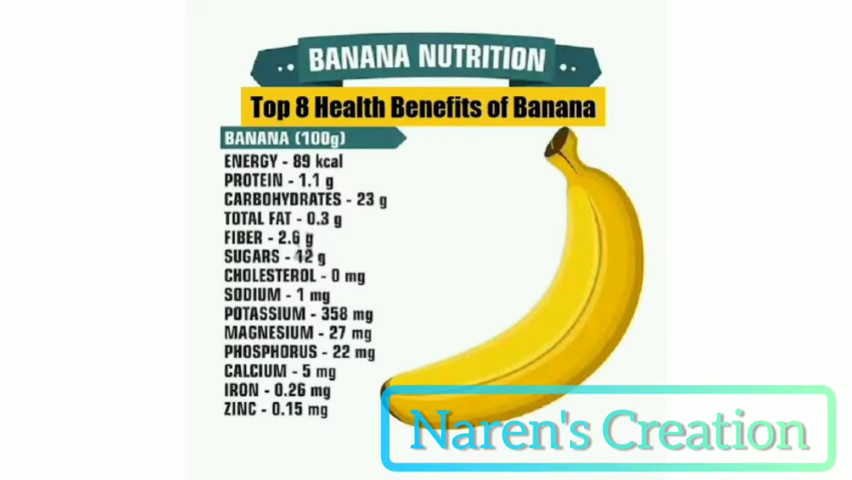 BANANA NUTRITION
Top 8 Health Benefits of Banana
BANANA (100g)
ENERGY - 89 kcal
PROTEIN - 1.1 g
CARBOHYDRATES - 23 g
TOTAL FAT - 0.3 g
FIBER - 2.6 g
SUGARS - 12 g
CHOLESTEROL - 0 mg
SODIUM - 1 mg
POTASSIUM - 358 mg
MAGNESIUM - 27 mg
PHOSPHORUS - 22 mg
CALCIUM - 5 mg
IRON - 0.26 mg
ZINC - 0.15 mg
Naren's Creation